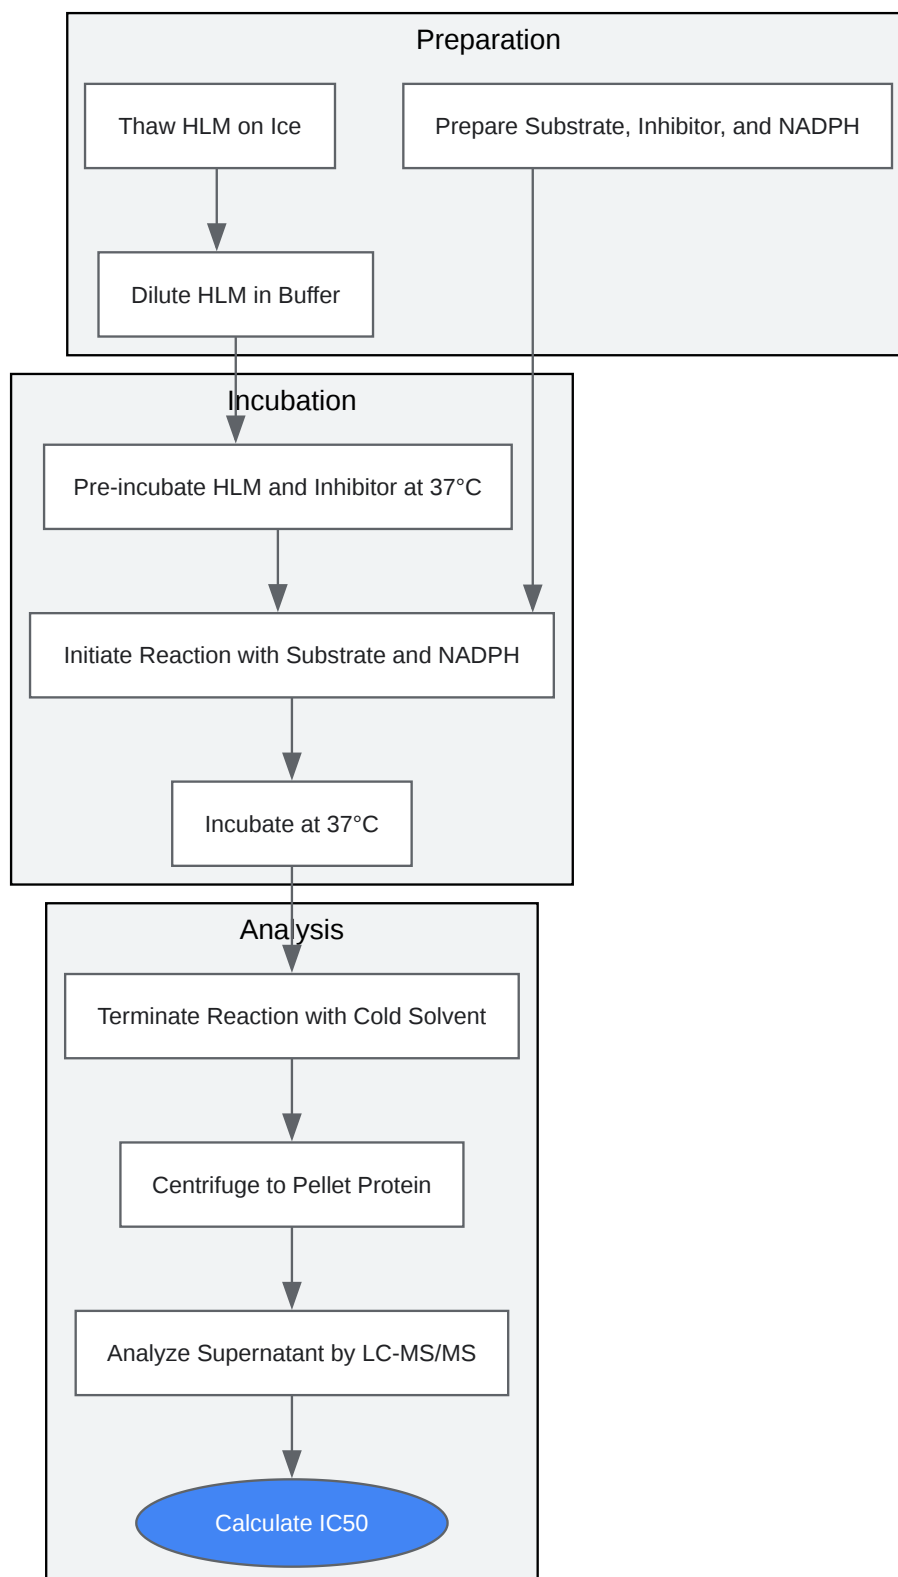 Preparation
Thaw HLM on Ice
Prepare Substrate, Inhibitor, and NADPH
Dilute HLM in Buffer
Incubation
Pre-incubate HLM and Inhibitor at 37°C
Initiate Reaction with Substrate and NADPH
Incubate at 37°C
Analysis
Terminate Reaction with Cold Solvent
Centrifuge to Pellet Protein
Analyze Supernatant by LC-MS/MS
Calculate IC50